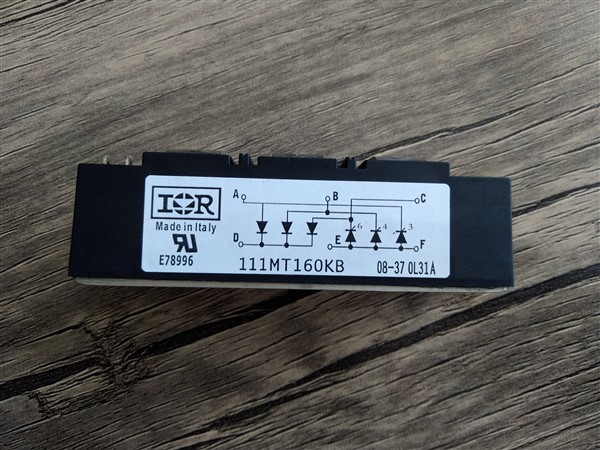 IOR
Made in Italy
E78996
A B C
D E 6 4 3 F
111MT160KB 08-37 0L31A